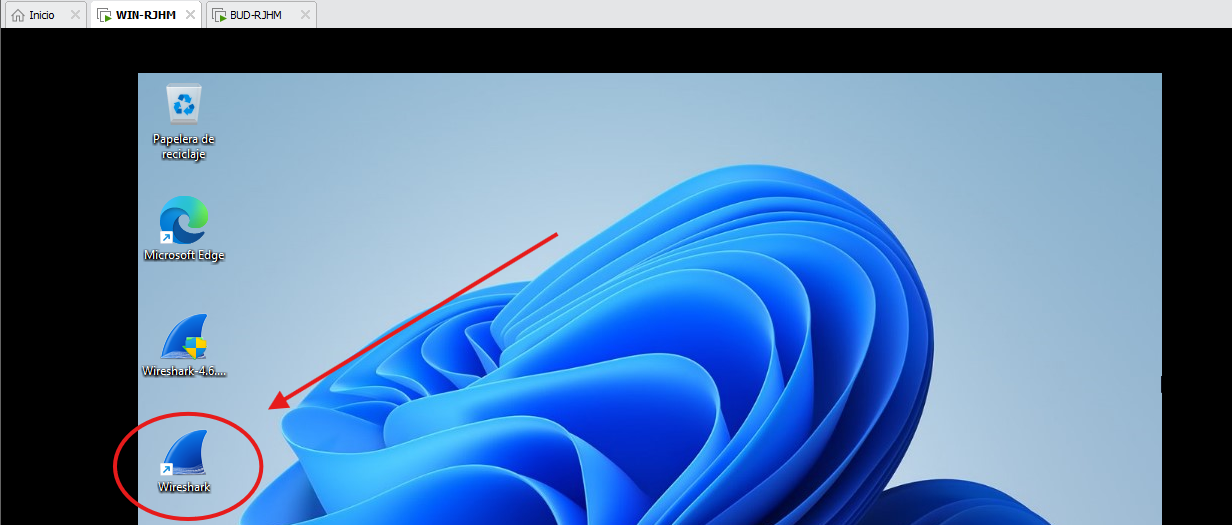 Inicio
WIN-RJHM
BUD-RJHM
Papelera de
reciclaje
Microsoft Edge
Wireshark-4.6....
Wireshark